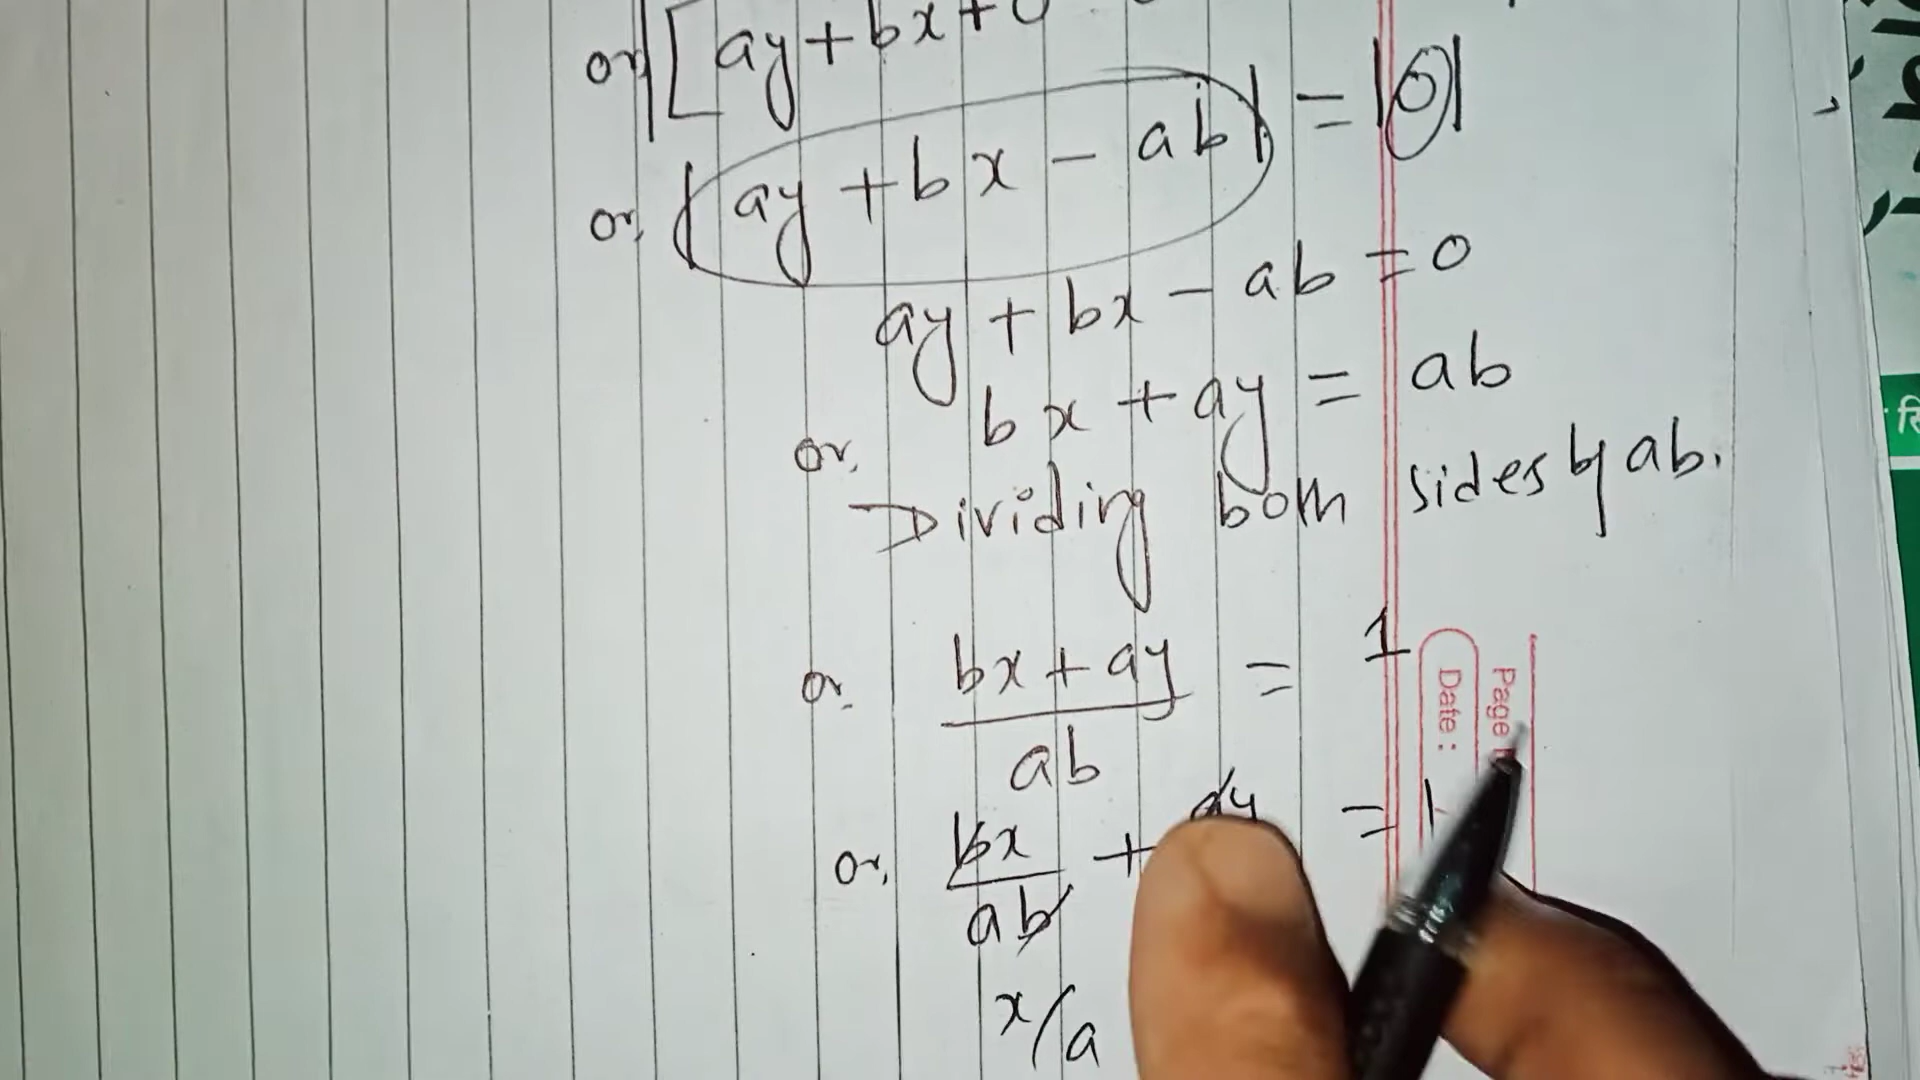 or, [ay+bx+0
or, |ay + bx - ab| = |0|
ay + bx - ab = 0
or, bx + ay = ab
Dividing both sides by ab.
or, bx + ay / ab = 1
or, bx / ab + ay = 1
x/a
Page
Date :